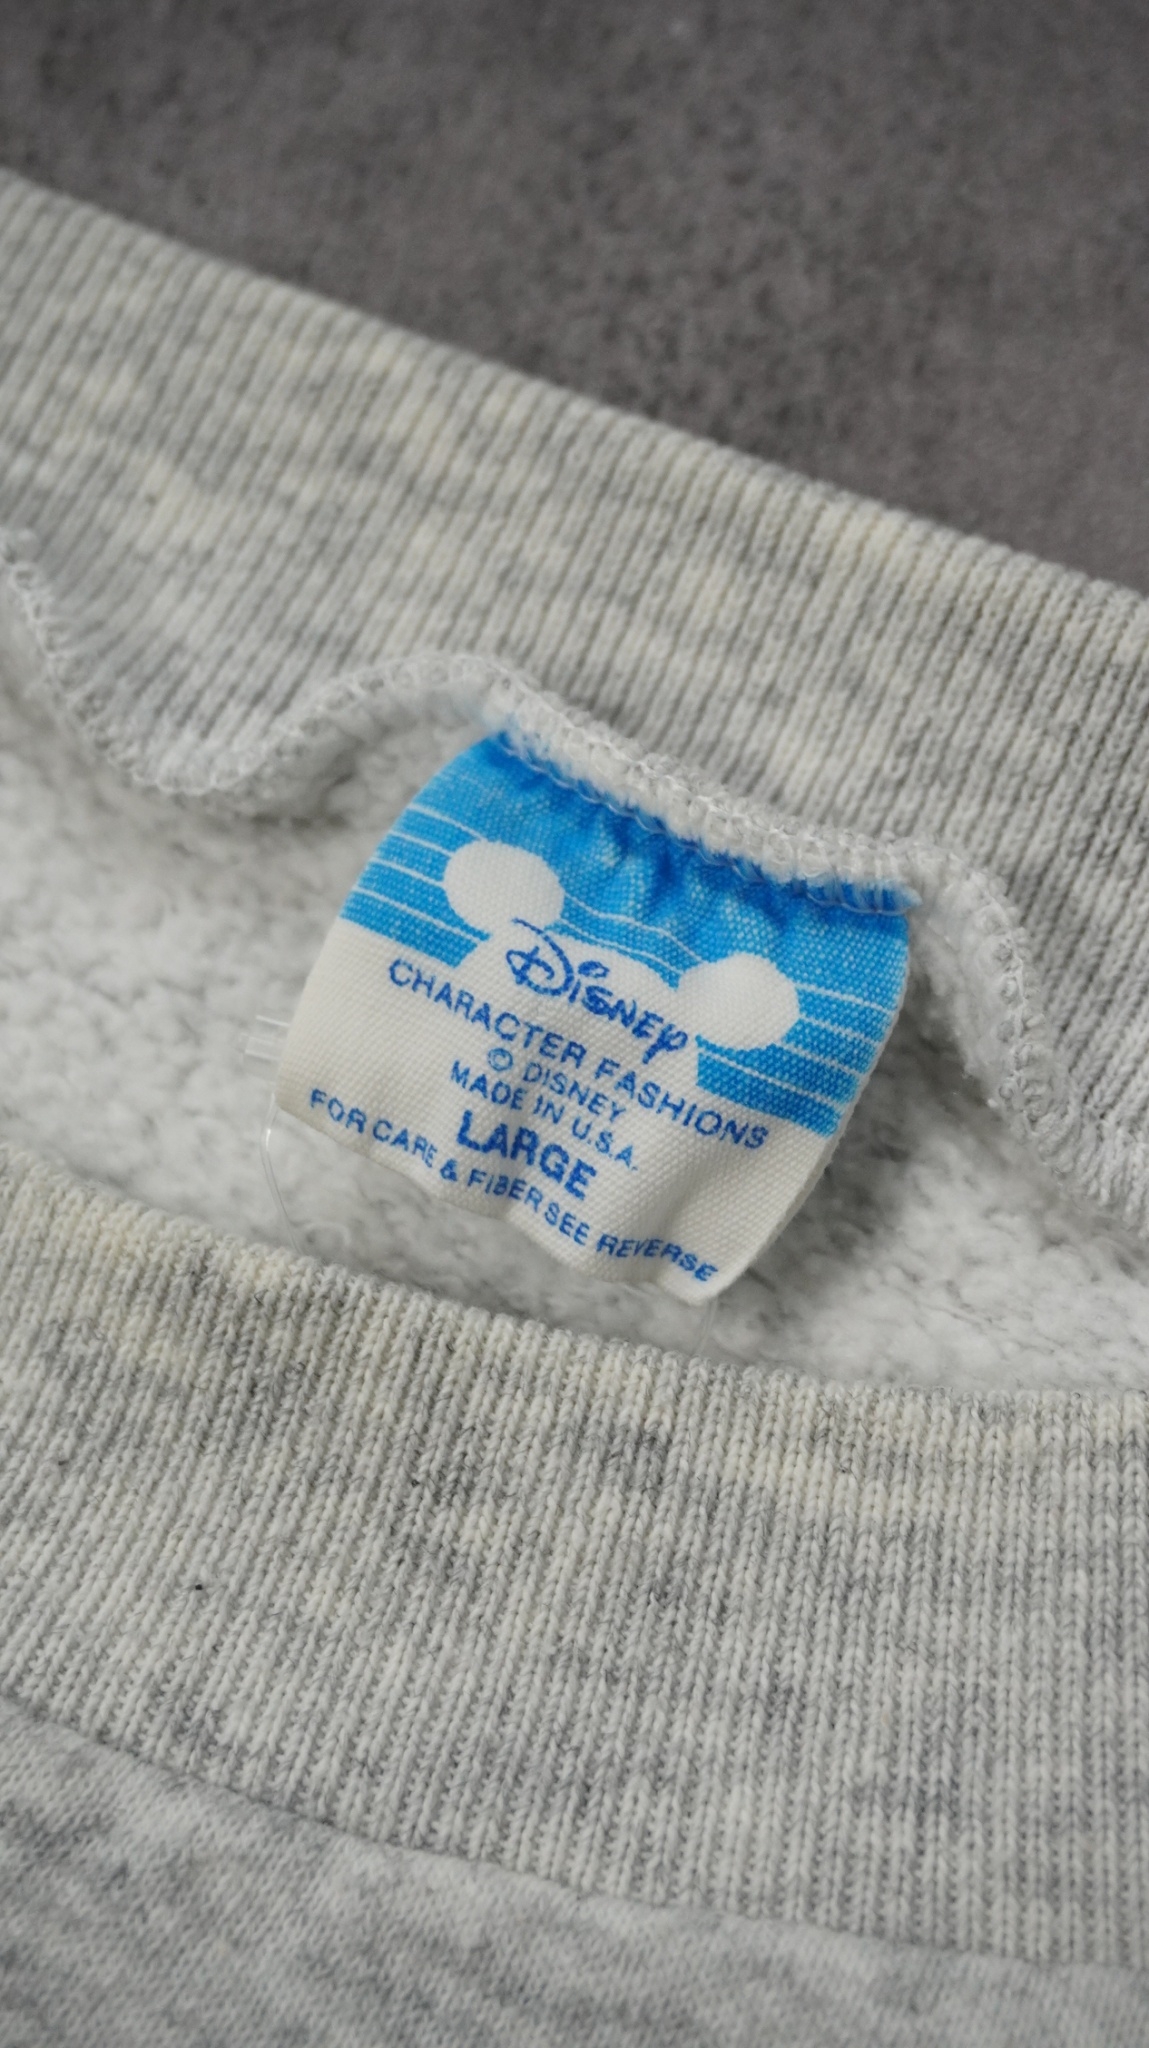 Disney
CHARACTER FASHIONS
© DISNEY
MADE IN U.S.A.
LARGE
FOR CARE & FIBER SEE REVERSE